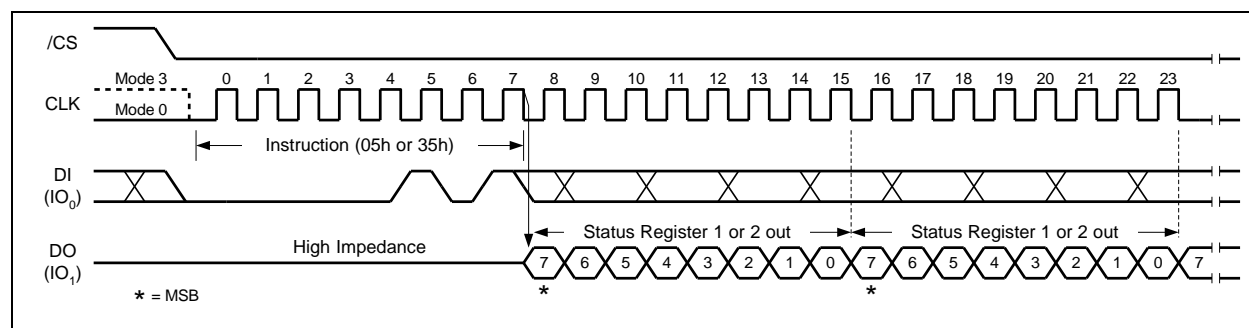 /CS
Mode 3
0 1 2 3 4 5 6 7 8 9 10 11 12 13 14 15 16 17 18 19 20 21 22 23
CLK
Mode 0
Instruction (05h or 35h)
DI
(IO0)
Status Register 1 or 2 out Status Register 1 or 2 out
High Impedance
DO
(IO1)
7 6 5 4 3 2 1 0 7 6 5 4 3 2 1 0 7
* *
* = MSB